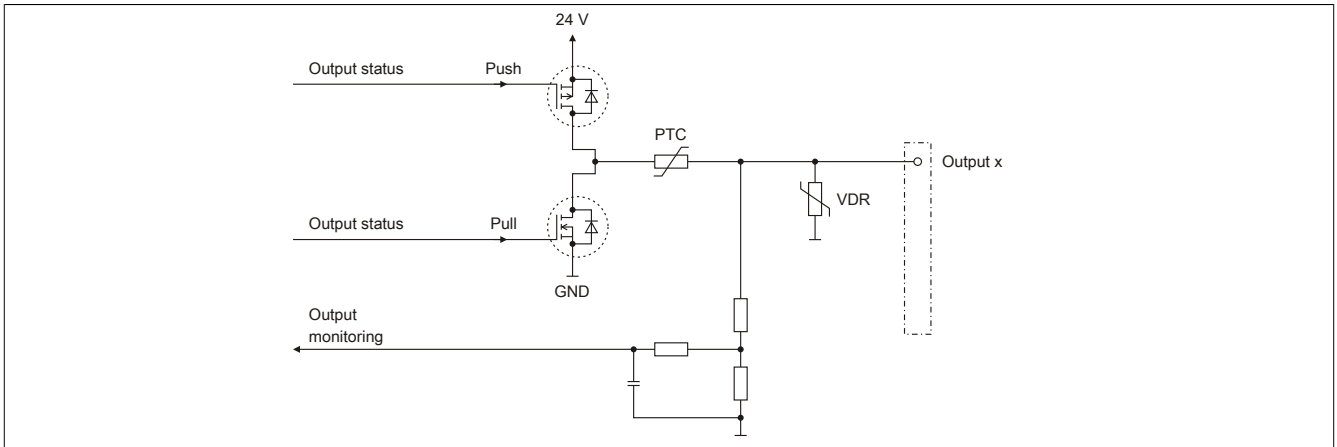 24 V
Output status
Push
PTC
Output x
VDR
Output status
Pull
GND
Output
monitoring